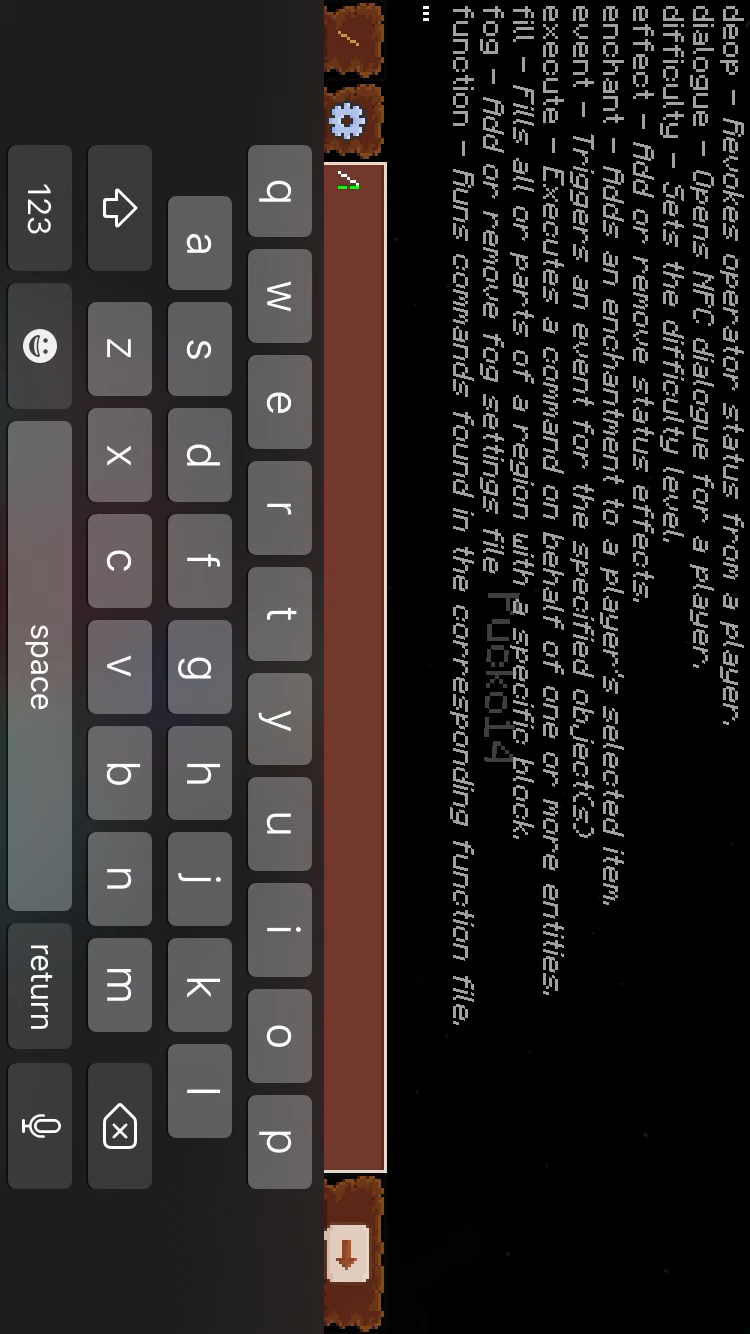 deop – Revokes operator status from a player.
dialogue – Opens NPC dialogue for a player.
difficulty – Sets the difficulty level.
effect – Add or remove status effects.
enchant – Adds an enchantment to a player's selected item.
event – Triggers an event for the specified object(s)
execute – Executes a command on behalf of one or more entities.
fill – Fills all or parts of a region with a specific block.
fog – Add or remove fog settings file
Pucko14
function – Runs commands found in the corresponding function file.
...
/
/
q w e r t y u i o p
a s d f g h j k l
z x c v b n m
123 space return